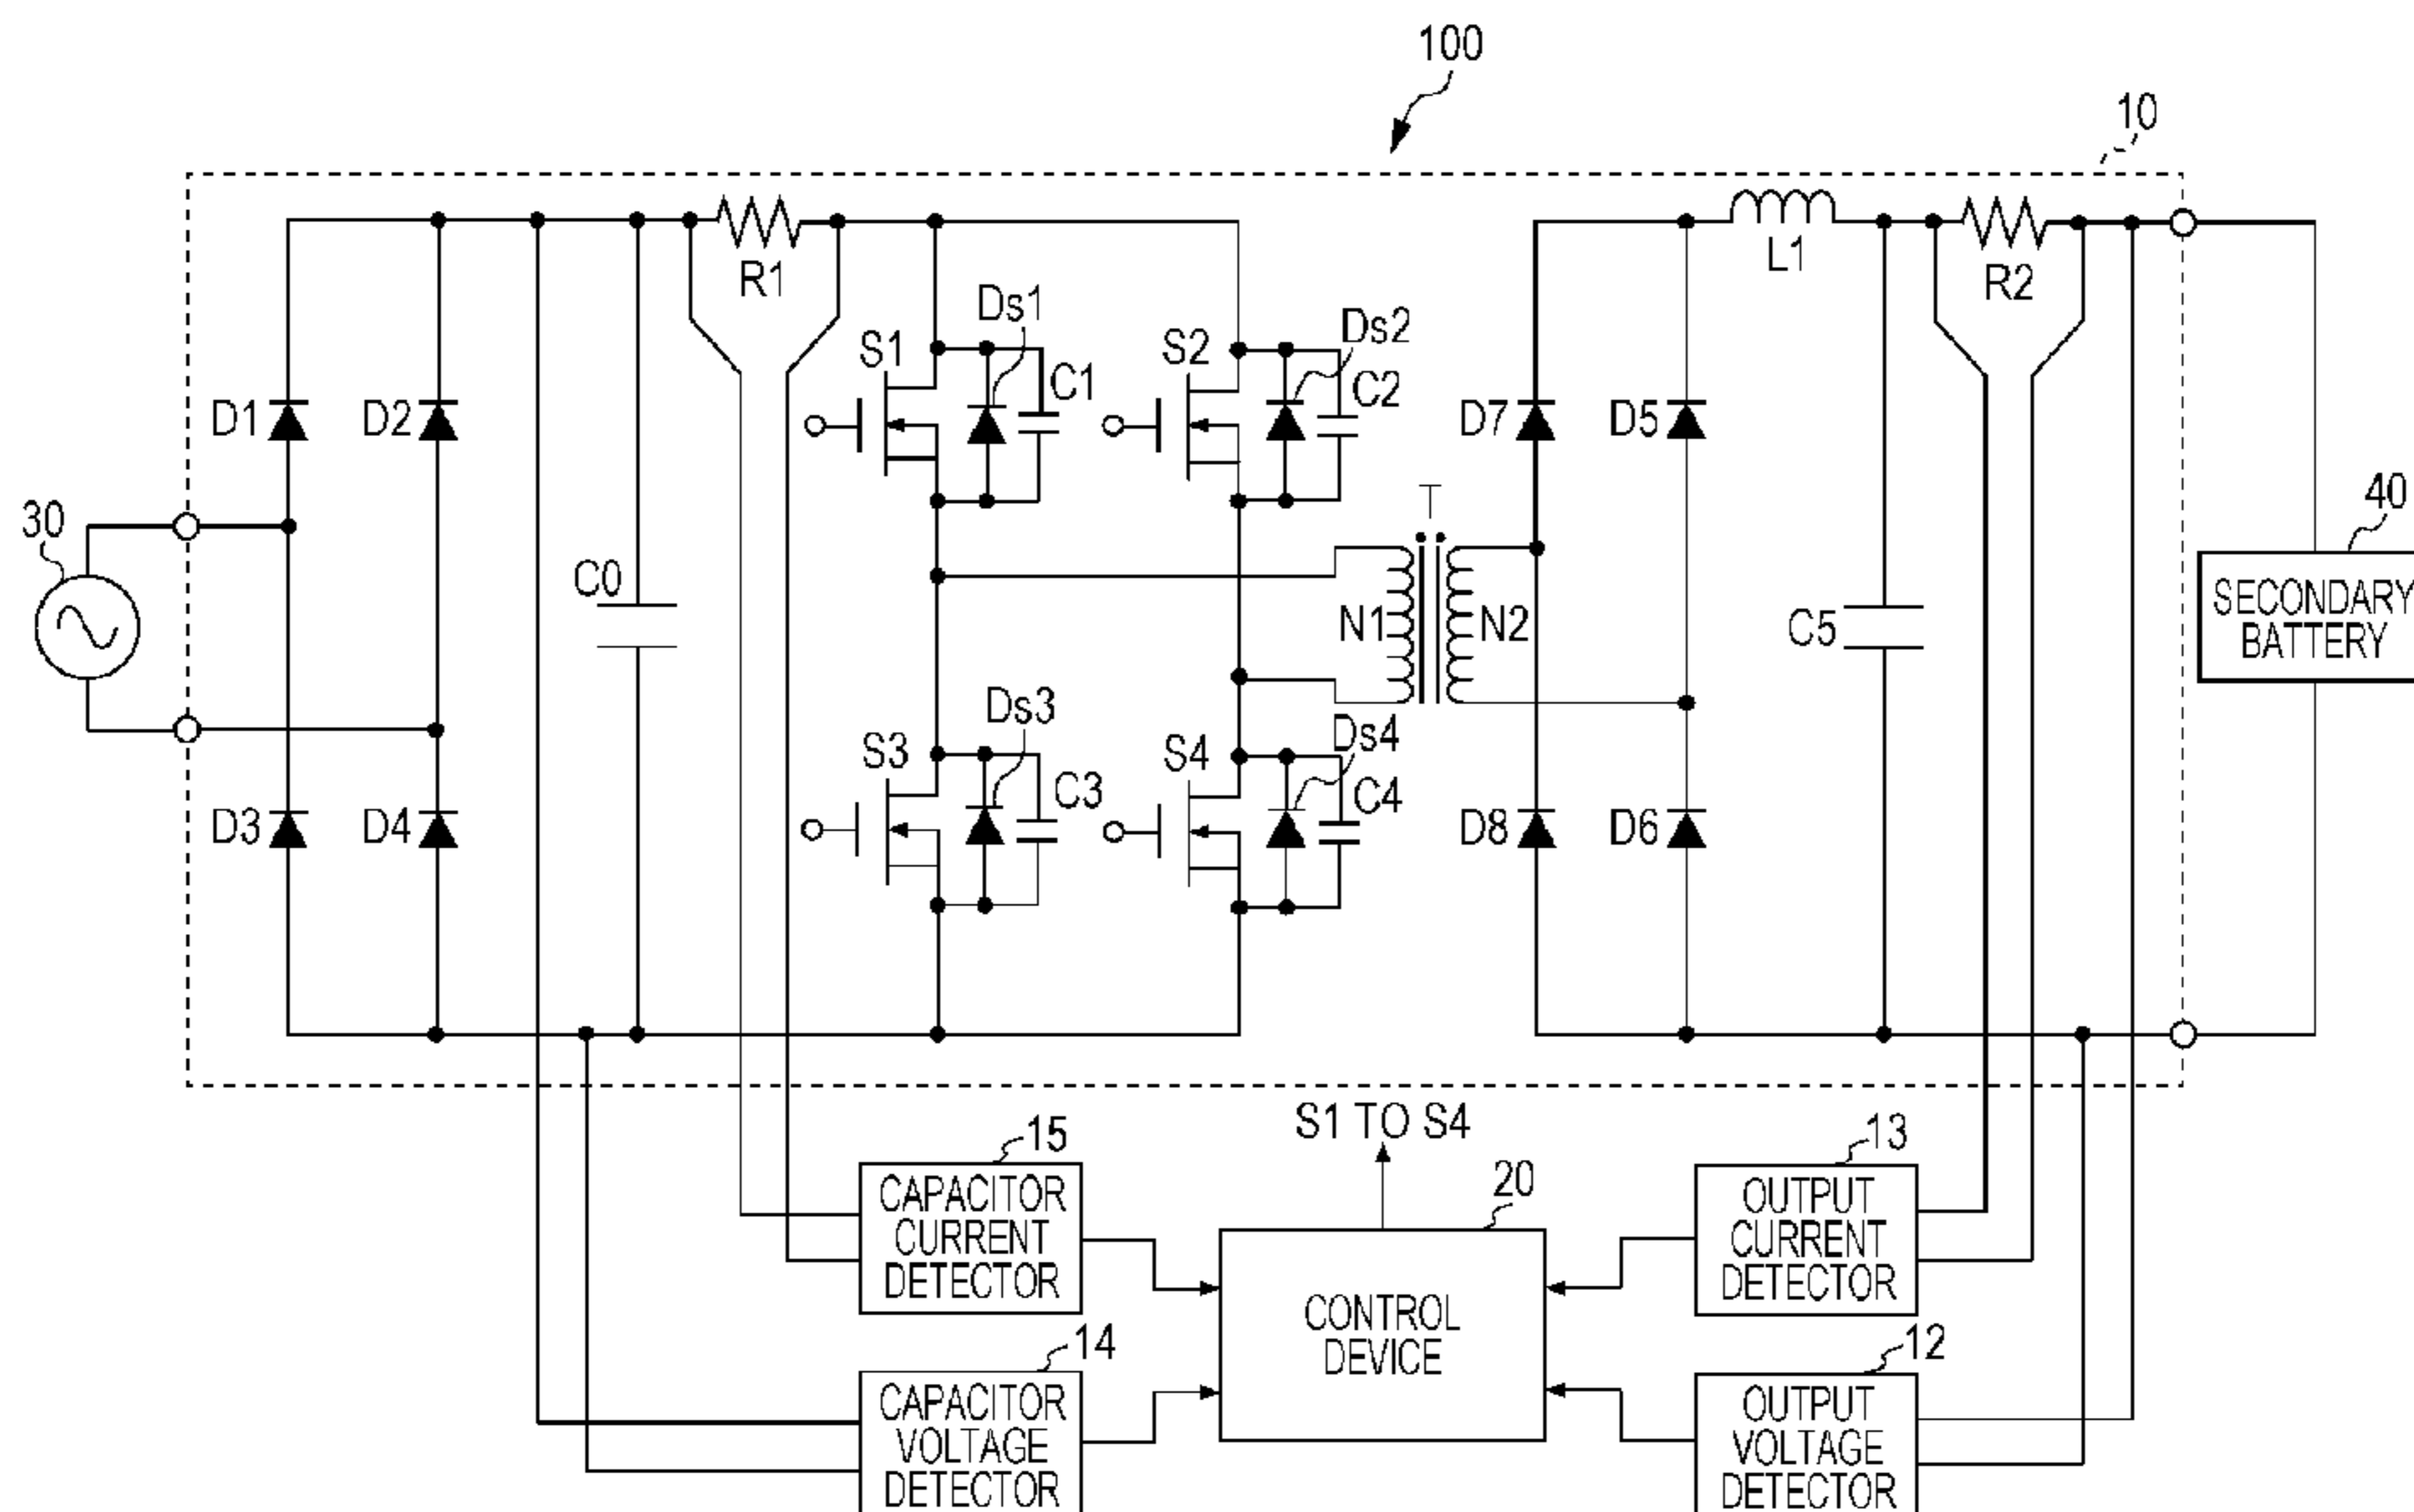 100
10
R1
L1
R2
Ds1
Ds2
S1
S2
C1
C2
D1
D2
D7
D5
T
30
40
C0
N1
N2
C5
SECONDARY
BATTERY
Ds3
Ds4
S3
S4
C3
C4
D3
D4
D8
D6
S1 TO S4
15
13
20
CAPACITOR
CURRENT
DETECTOR
OUTPUT
CURRENT
DETECTOR
CONTROL
DEVICE
14
12
CAPACITOR
VOLTAGE
DETECTOR
OUTPUT
VOLTAGE
DETECTOR